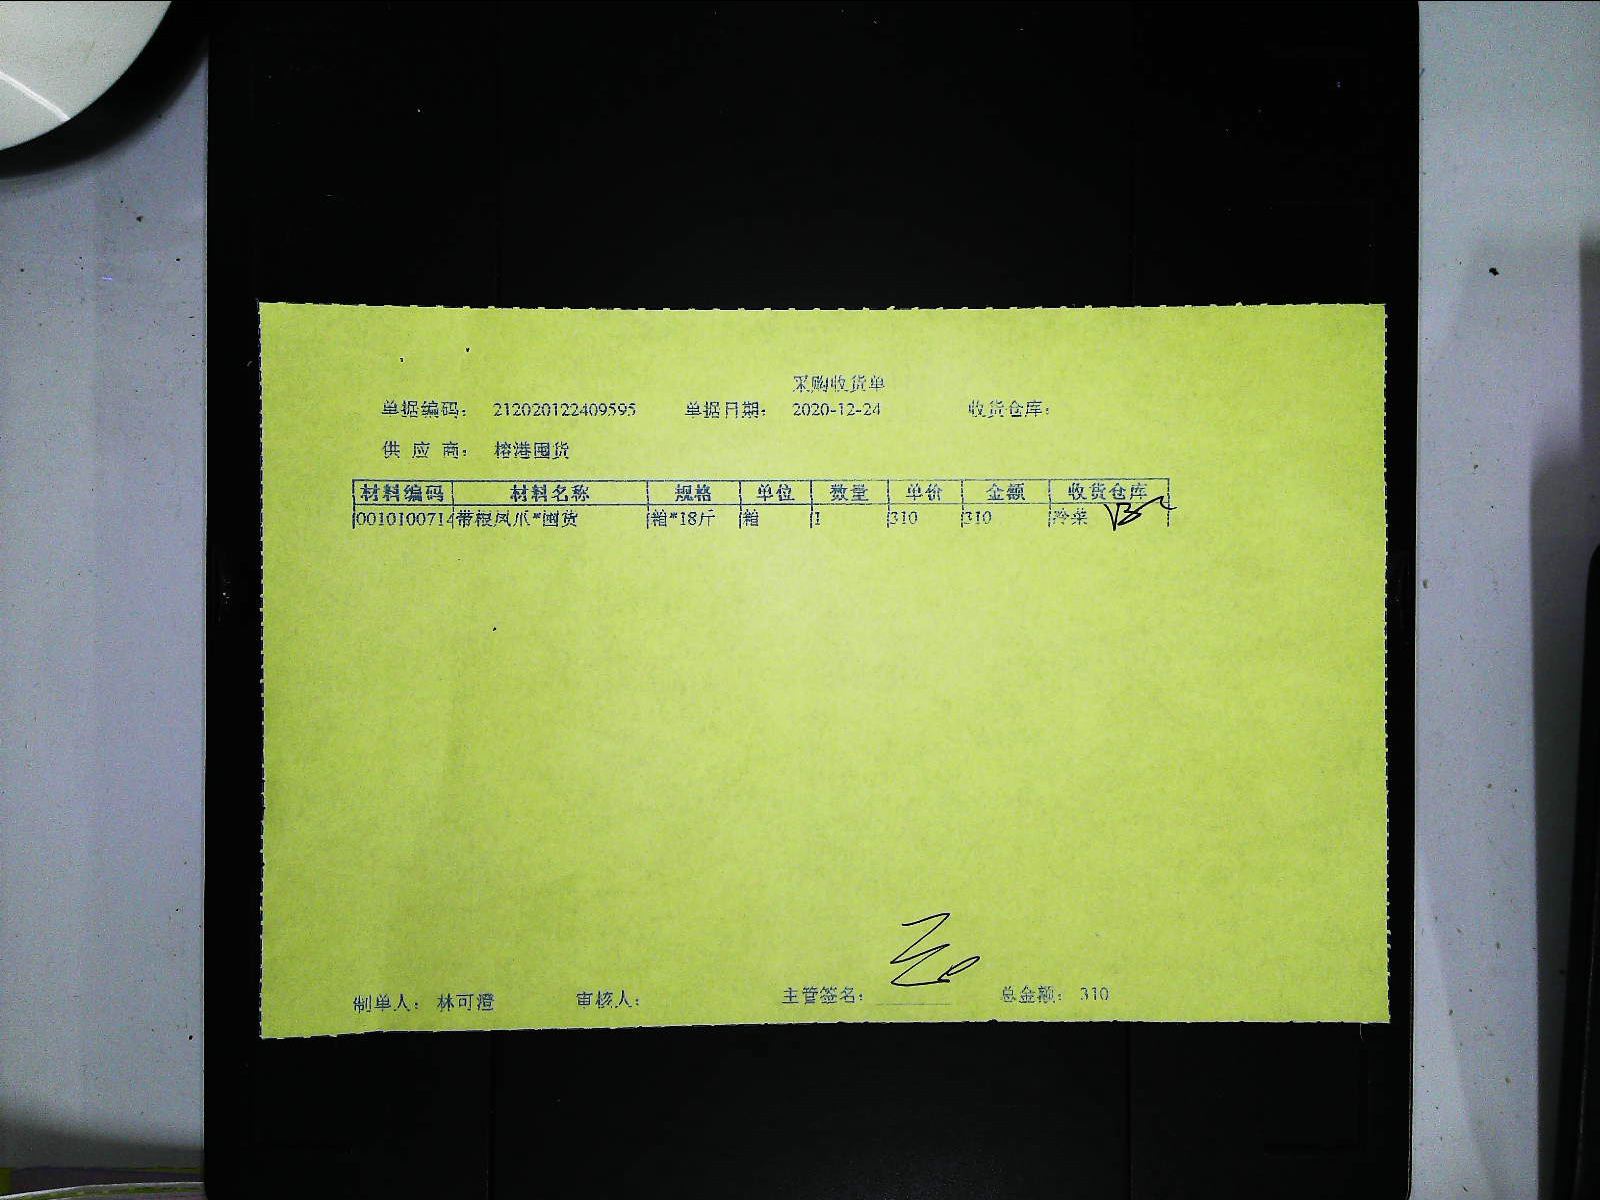 采购收货单
单据编码： 212020122409595 单据日期： 2020-12-24 收货仓库：
供 应 商： 榕港囤货
材料编码 材料名称 规格 单位 数量 单价 金额 收货仓库
0010100714 带根凤爪*囤货 箱*18斤 箱 1 310 310 冷菜
制单人： 林可澄 审核人： 主管签名： 总金额： 310